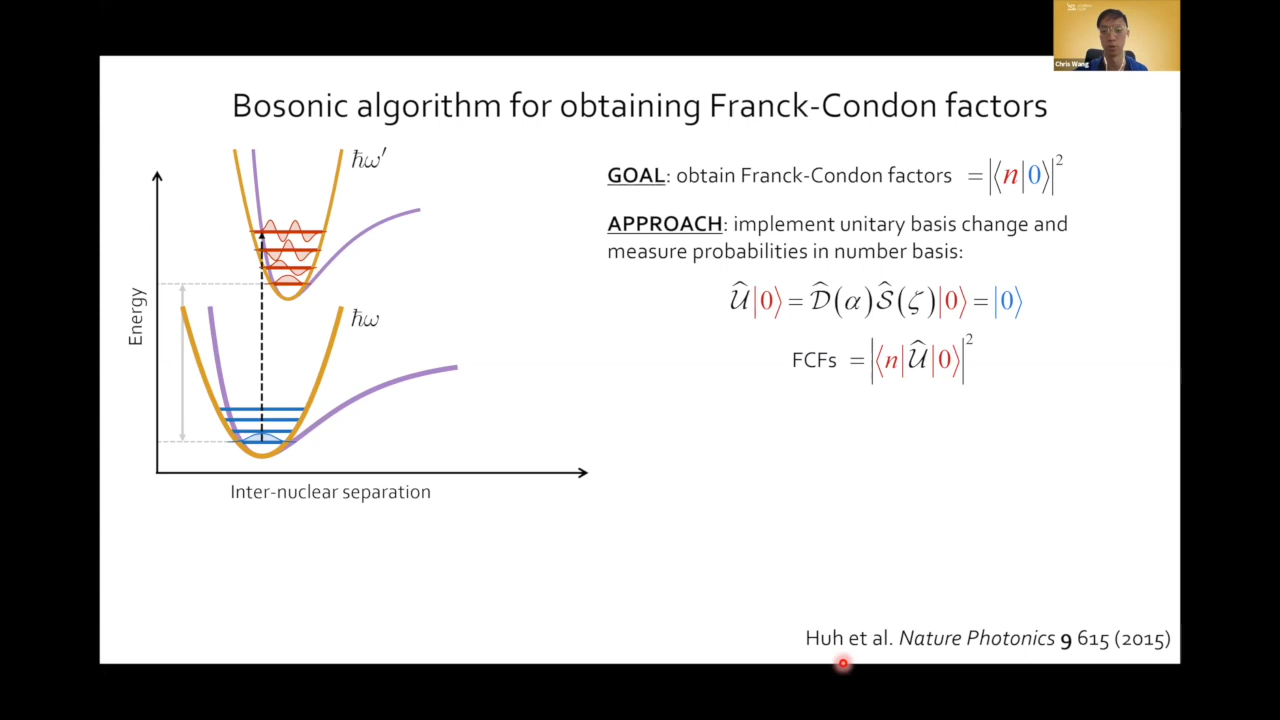 Chris Wang
Bosonic algorithm for obtaining Franck-Condon factors
ħω′
ħω
Energy
Inter-nuclear separation
GOAL: obtain Franck-Condon factors = |⟨n|0⟩|²
APPROACH: implement unitary basis change and
measure probabilities in number basis:
Û|0⟩ = D̂(α)Ŝ(ζ)|0⟩ = |0⟩
FCFs = |⟨n|Û|0⟩|²
Huh et al. Nature Photonics 9 615 (2015)